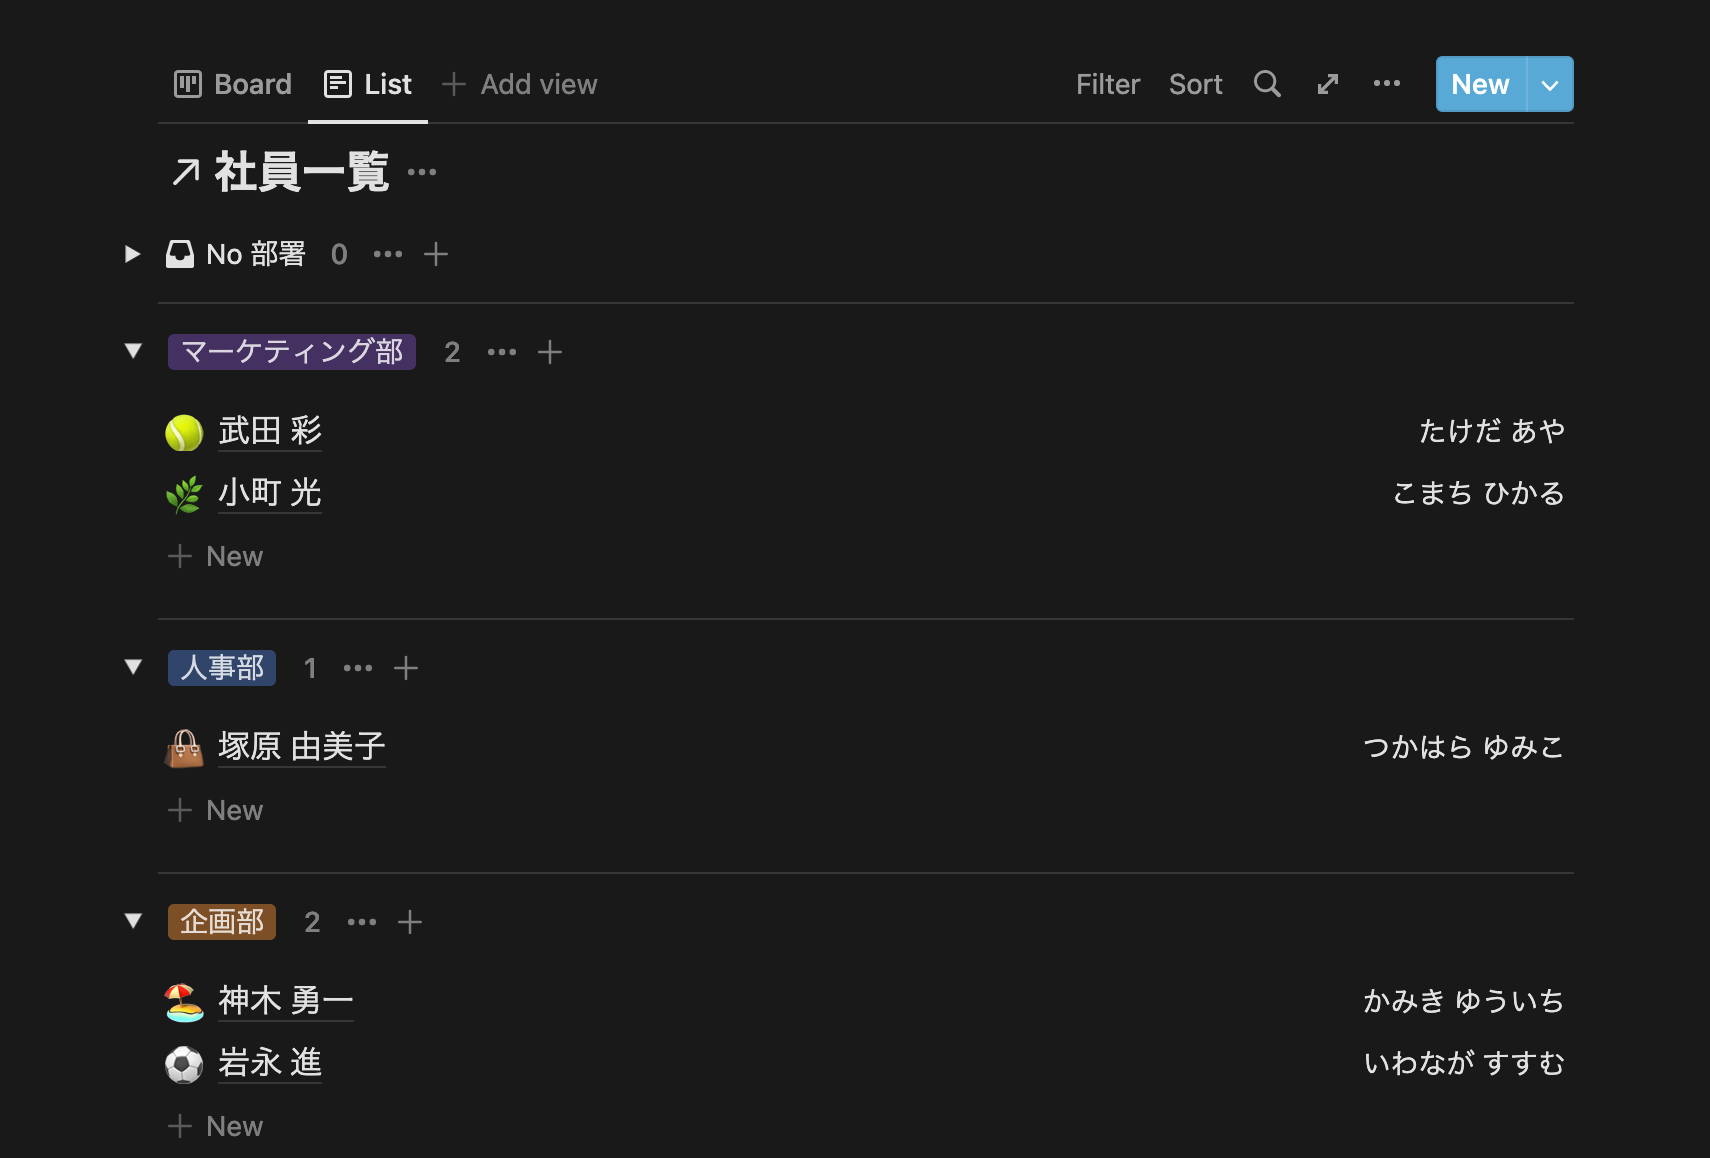 Board List Add view Filter Sort New
社員一覧
No 部署 0
マーケティング部 2
武田 彩 たけだ あや
小町 光 こまち ひかる
New
人事部 1
塚原 由美子 つかはら ゆみこ
New
企画部 2
神木 勇一 かみき ゆういち
岩永 進 いわなが すすむ
New